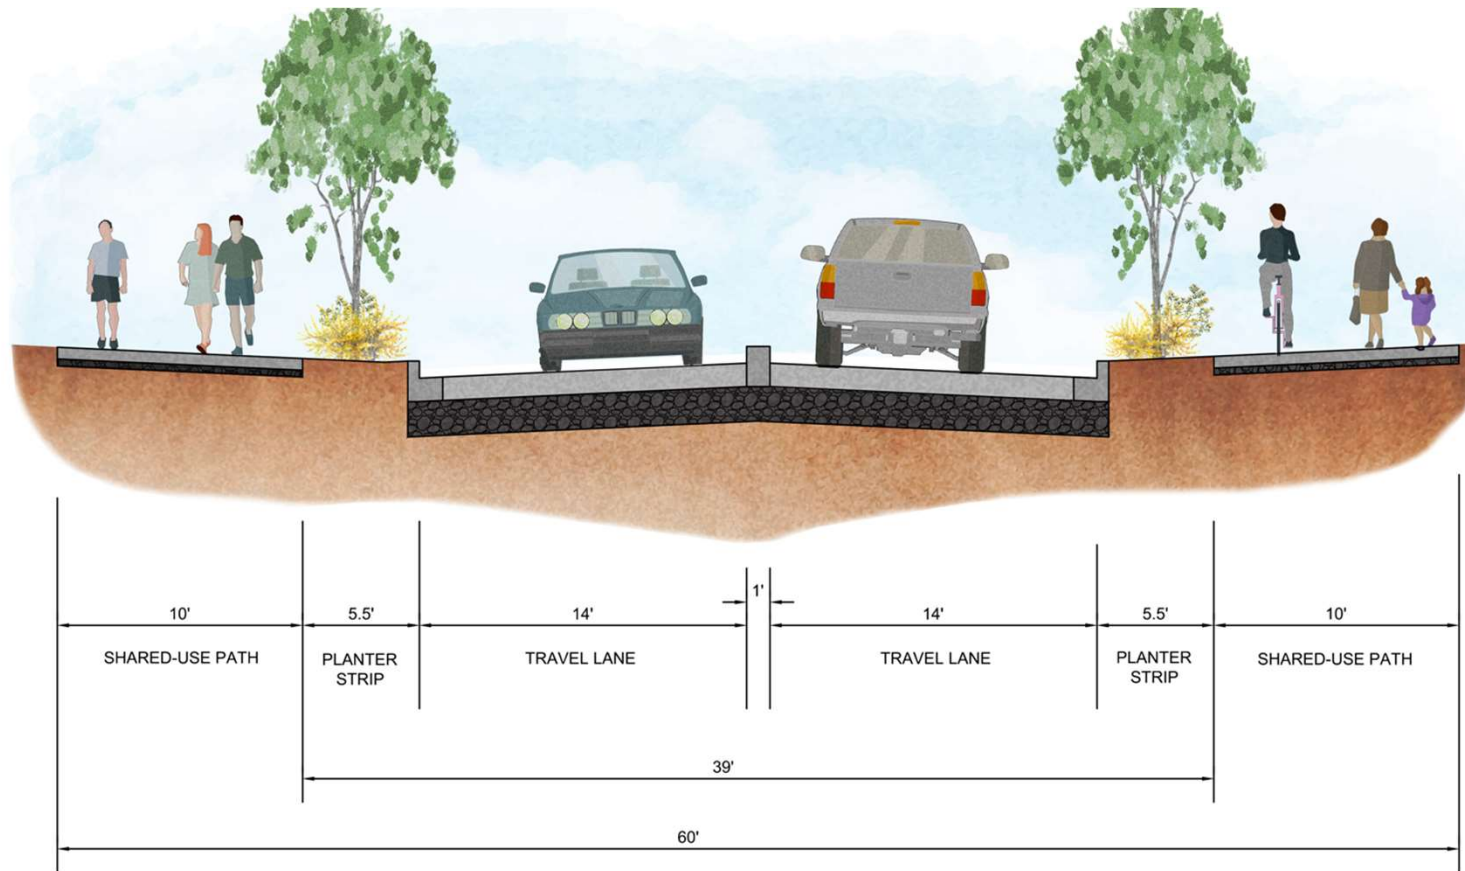 1'
10'
5.5'
14'
14'
5.5'
10'
SHARED-USE PATH
PLANTER
STRIP
TRAVEL LANE
TRAVEL LANE
PLANTER
STRIP
SHARED-USE PATH
39'
60'